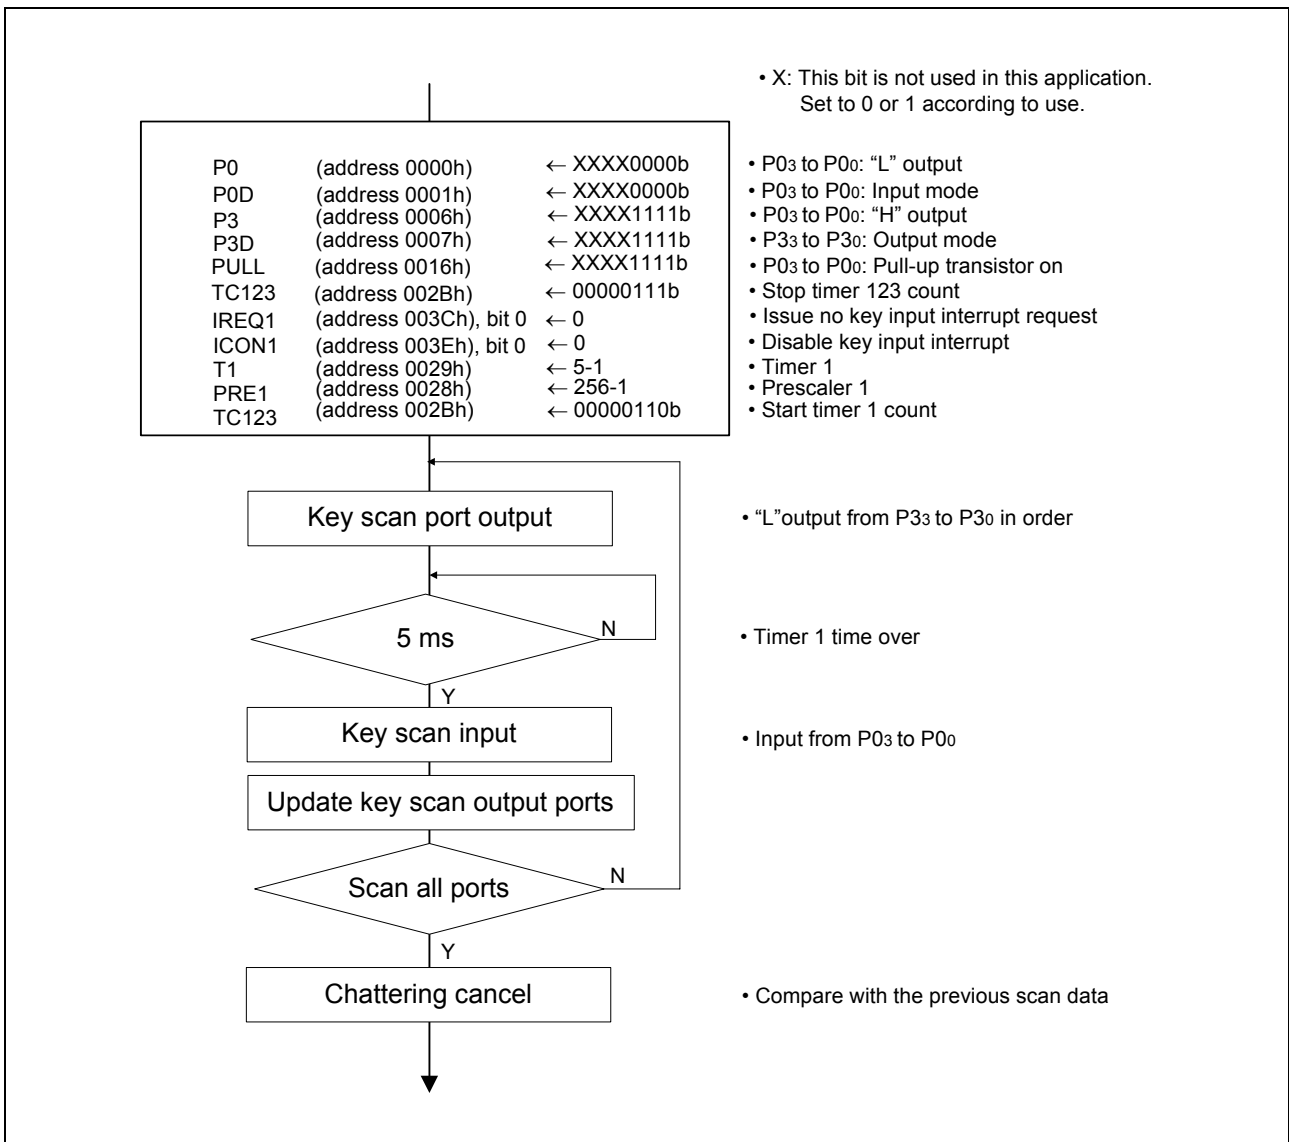 • X: This bit is not used in this application.
Set to 0 or 1 according to use.
P0 (address 0000h) ← XXXX0000b • P03 to P00: “L” output
P0D (address 0001h) ← XXXX0000b • P03 to P00: Input mode
P3 (address 0006h) ← XXXX1111b • P03 to P00: “H” output
P3D (address 0007h) ← XXXX1111b • P33 to P30: Output mode
PULL (address 0016h) ← XXXX1111b • P03 to P00: Pull-up transistor on
TC123 (address 002Bh) ← 00000111b • Stop timer 123 count
IREQ1 (address 003Ch), bit 0 ← 0 • Issue no key input interrupt request
ICON1 (address 003Eh), bit 0 ← 0 • Disable key input interrupt
T1 (address 0029h) ← 5-1 • Timer 1
PRE1 (address 0028h) ← 256-1 • Prescaler 1
TC123 (address 002Bh) ← 00000110b • Start timer 1 count
Key scan port output • “L”output from P33 to P30 in order
5 ms N • Timer 1 time over
Y
Key scan input • Input from P03 to P00
Update key scan output ports
Scan all ports N
Y
Chattering cancel • Compare with the previous scan data